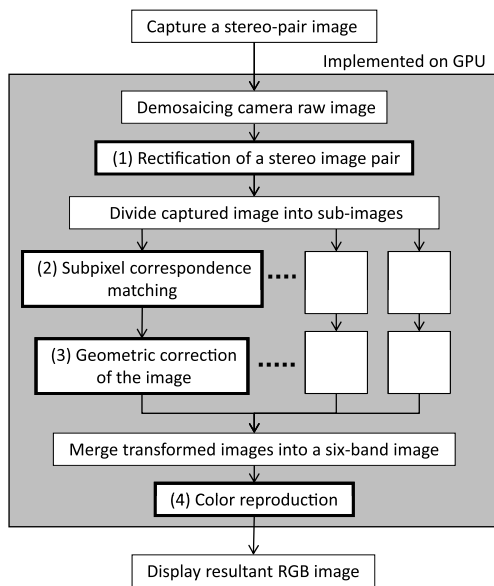 Capture a stereo-pair image
Implemented on GPU
Demosaicing camera raw image
(1) Rectification of a stereo image pair
Divide captured image into sub-images
(2) Subpixel correspondence
matching
(3) Geometric correction
of the image
Merge transformed images into a six-band image
(4) Color reproduction
Display resultant RGB image